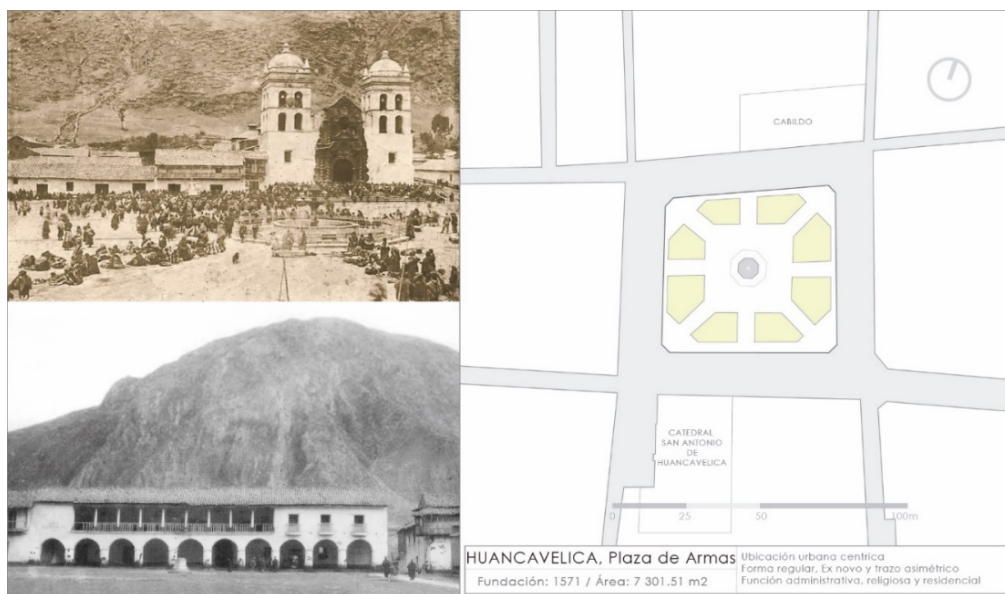 CABILDO
CATEDRAL
SAN ANTONIO
DE
HUANCAVELICA
0 25 50 100m
HUANCAVELICA, Plaza de Armas
Fundación: 1571 / Área: 7 301.51 m2
Ubicación urbana centrica
Forma regular, Ex novo y trazo asimétrico
Función administrativa, religiosa y residencial